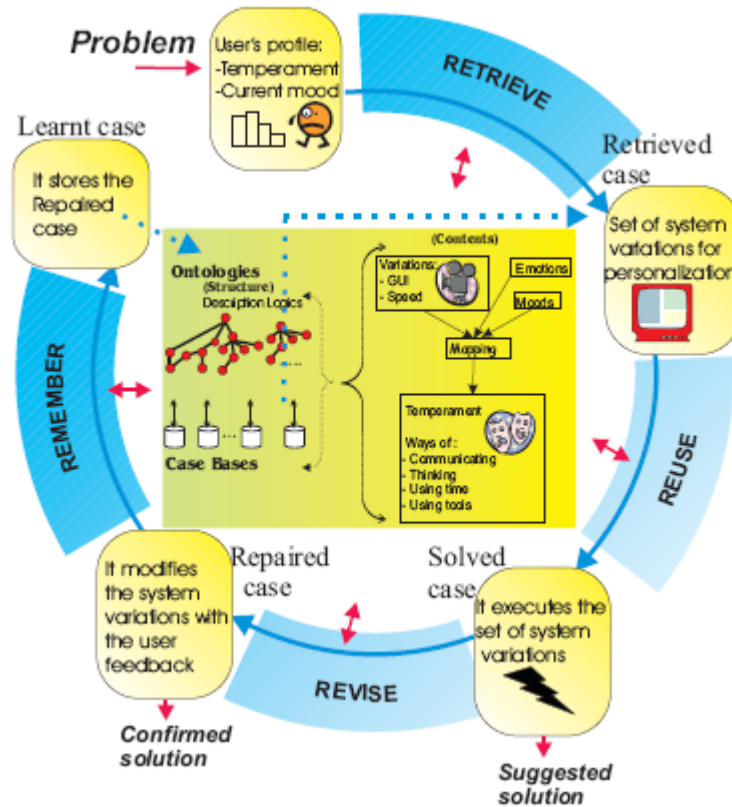 Problem
User's profile:
-Temperament
-Current mood
RETRIEVE
Learnt case
It stores the
Repaired
case
Retrieved
case
Set of system
variations for
personalization
(Contents)
Ontologies
(Structure)
Description Logics
Variations:
- GUI
- Speed
Emotions
Moods
Mapping
...
Temperament
Ways of :
- Communicating
- Thinking
- Using time
- Using tools
...
Case Bases
REMEMBER
REUSE
It modifies
the system
variations with
the user
feedback
Repaired
case
Solved
case
It executes the
set of system
variations
REVISE
Confirmed
solution
Suggested
solution